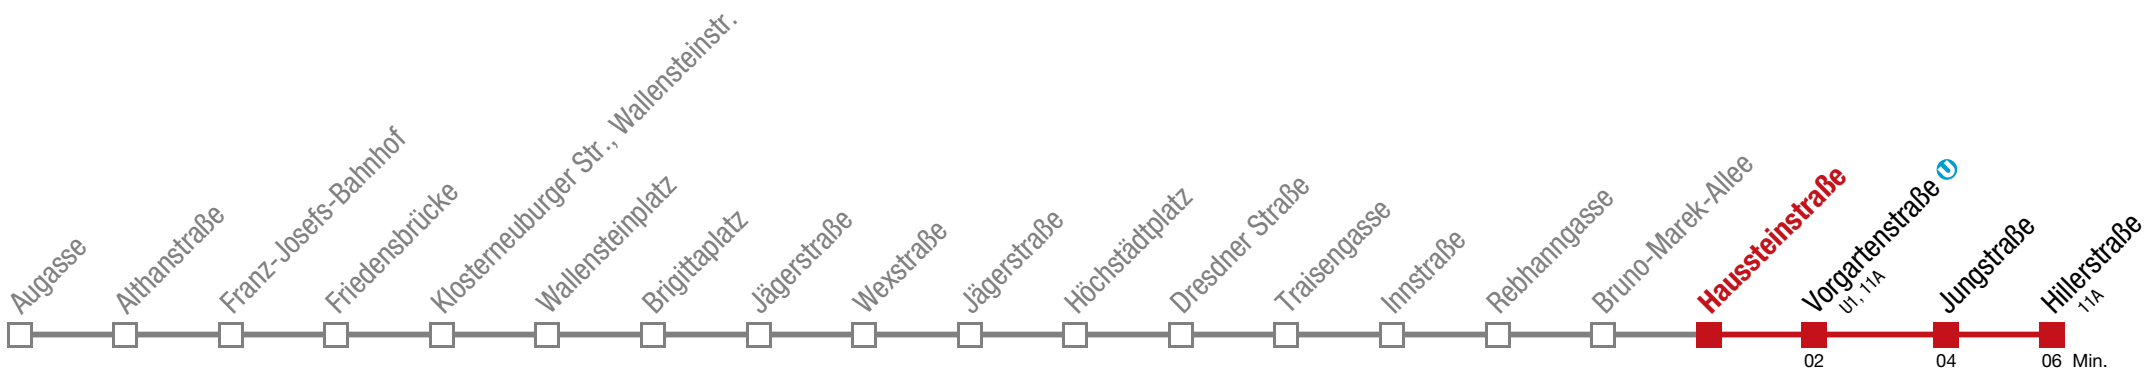 Augasse
Althanstraße
Franz-Josefs-Bahnhof
Friedensbrücke
Klosterneuburger Str., Wallensteinstr.
Wallensteinplatz
Brigittaplatz
Jägerstraße
Wexstraße
Jägerstraße
Höchstädtplatz
Dresdner Straße
Traisengasse
Innstraße
Rebhanngasse
Bruno-Marek-Allee
Haussteinstraße
Vorgartenstraße U
U1, 11A
Jungstraße
Hillerstraße
11A
02 04 06 Min.